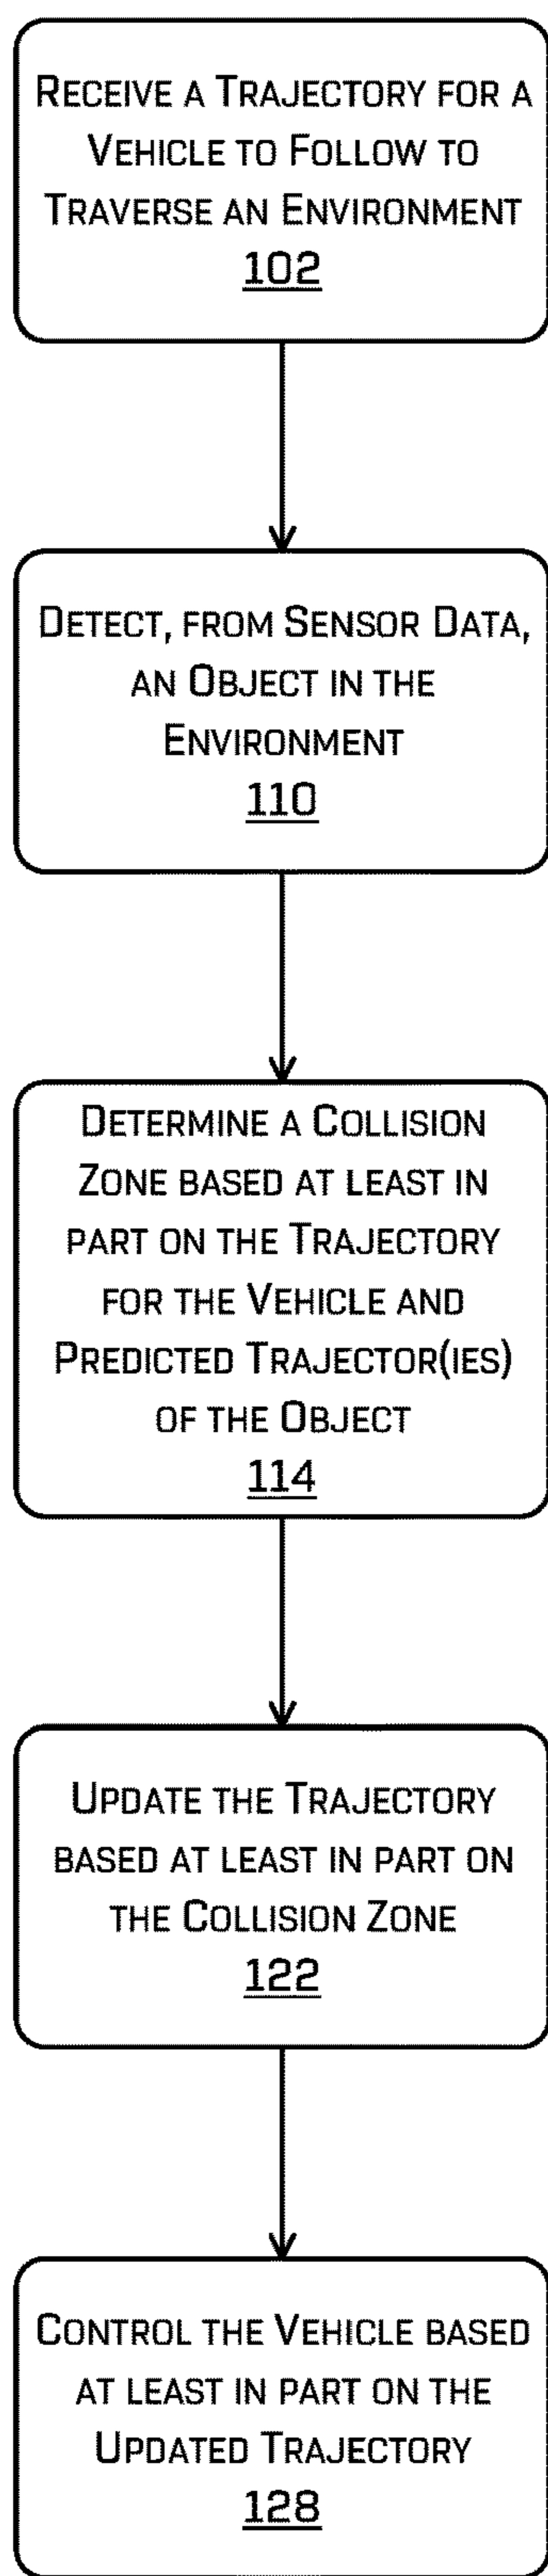 RECEIVE A TRAJECTORY FOR A
VEHICLE TO FOLLOW TO
TRAVERSE AN ENVIRONMENT
102
DETECT, FROM SENSOR DATA,
AN OBJECT IN THE
ENVIRONMENT
110
DETERMINE A COLLISION
ZONE BASED AT LEAST IN
PART ON THE TRAJECTORY
FOR THE VEHICLE AND
PREDICTED TRAJECTOR(IES)
OF THE OBJECT
114
UPDATE THE TRAJECTORY
BASED AT LEAST IN PART ON
THE COLLISION ZONE
122
CONTROL THE VEHICLE BASED
AT LEAST IN PART ON THE
UPDATED TRAJECTORY
128